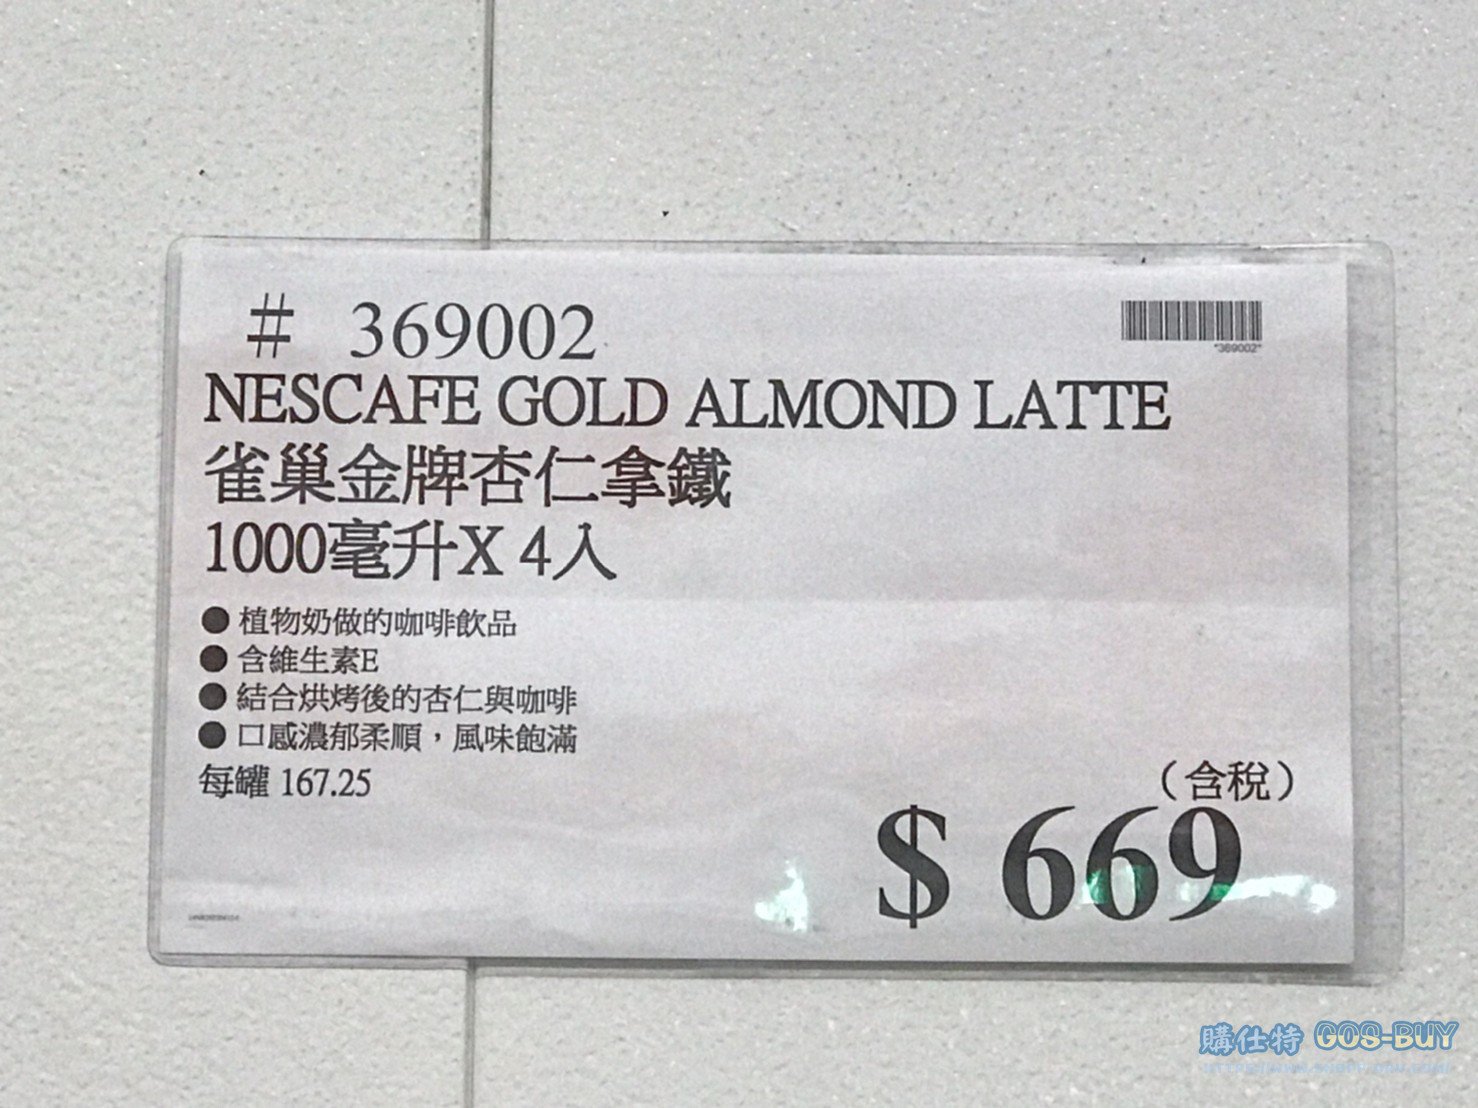 # 369002
"369002"
NESCAFE GOLD ALMOND LATTE
雀巢金牌杏仁拿鐵
1000毫升X 4入
● 植物奶做的咖啡飲品
● 含維生素E
● 結合烘烤後的杏仁與咖啡
● 口感濃郁柔順，風味飽滿
每罐 167.25
（含稅）
$ 669
購仕特 GOS-BUY